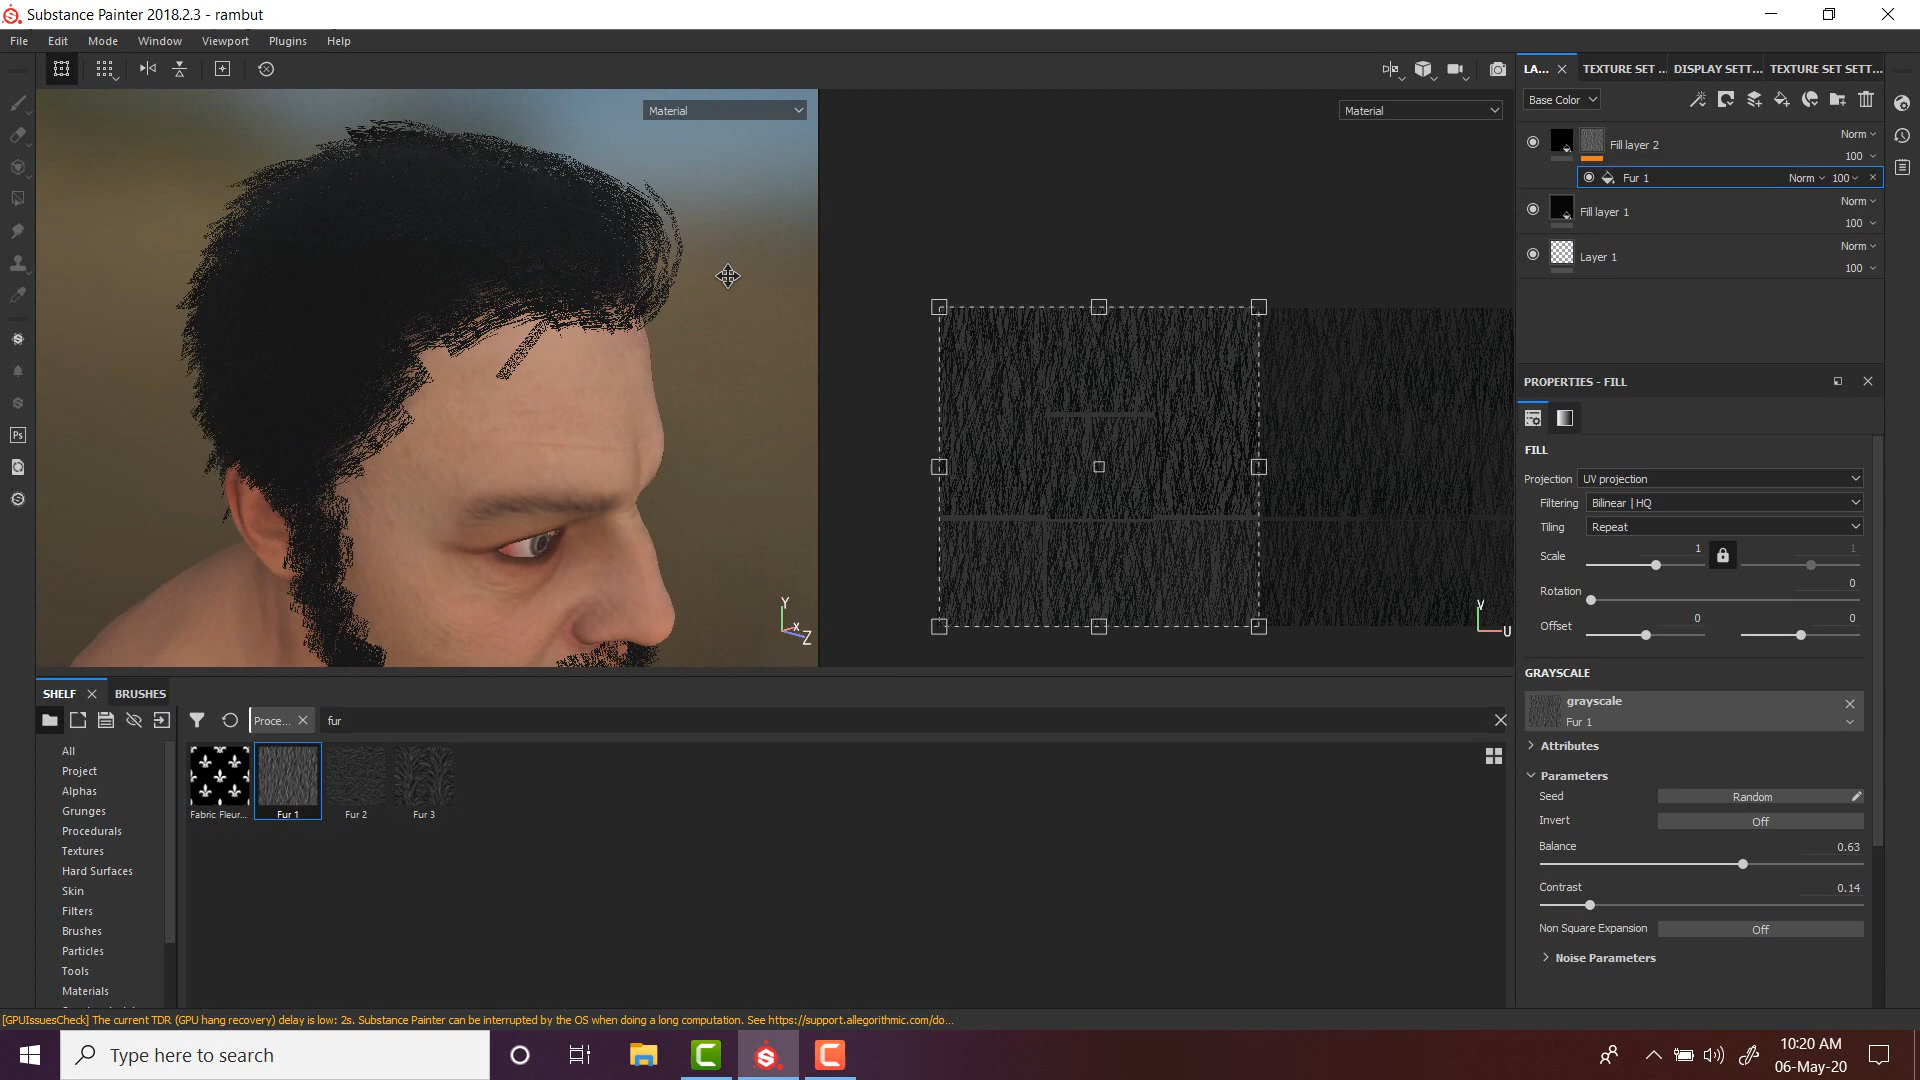 Substance Painter 2018.2.3 - rambut
File Edit Mode Window Viewport Plugins Help
Material
Material
Y
X
Z
V
U
LA...
TEXTURE SET ...
DISPLAY SETT...
TEXTURE SET SETT...
Base Color
Norm
Fill layer 2
100
Fur 1 Norm 100
Norm
Fill layer 1
100
Norm
Layer 1
100
PROPERTIES - FILL
FILL
Projection UV projection
Filtering Bilinear | HQ
Tiling Repeat
Scale 1 1
Rotation 0
Offset 0 0
GRAYSCALE
grayscale
Fur 1
Attributes
Parameters
Seed Random
Invert Off
Balance 0.63
Contrast 0.14
Non Square Expansion Off
Noise Parameters
SHELF BRUSHES
Proce... fur
All
Project
Alphas
Grunges
Procedurals
Textures
Hard Surfaces
Skin
Filters
Brushes
Particles
Tools
Materials
Fabric Fleur... Fur 1 Fur 2 Fur 3
Ps
[GPUIssuesCheck] The current TDR (GPU hang recovery) delay is low: 2s. Substance Painter can be interrupted by the OS when doing a long computation. See https://support.allegorithmic.com/do...
Type here to search
10:20 AM
06-May-20